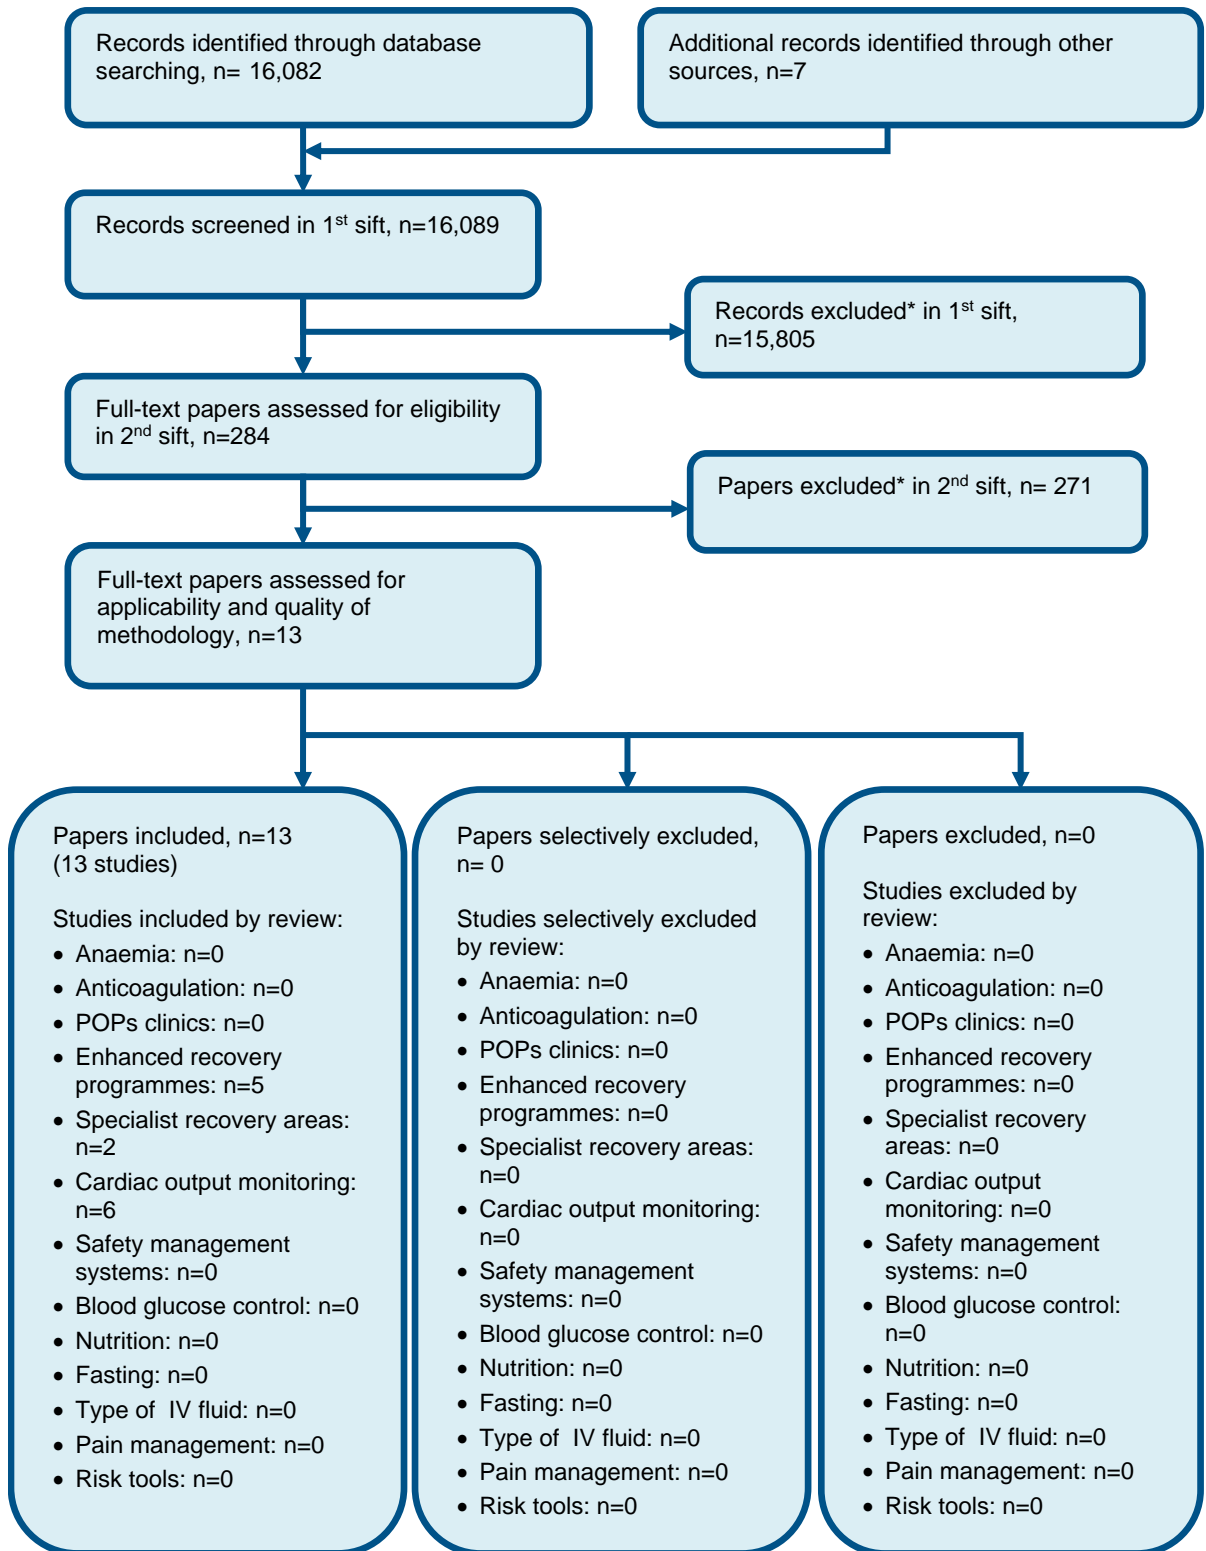 Records identified through database
searching, n= 16,082
Additional records identified through other
sources, n=7
Records screened in 1st sift, n=16,089
Records excluded* in 1st sift,
n=15,805
Full-text papers assessed for eligibility
in 2nd sift, n=284
Papers excluded* in 2nd sift, n= 271
Full-text papers assessed for
applicability and quality of
methodology, n=13
Papers included, n=13
(13 studies)
Studies included by review:
• Anaemia: n=0
• Anticoagulation: n=0
• POPs clinics: n=0
• Enhanced recovery
programmes: n=5
• Specialist recovery areas:
n=2
• Cardiac output monitoring:
n=6
• Safety management
systems: n=0
• Blood glucose control: n=0
• Nutrition: n=0
• Fasting: n=0
• Type of  IV fluid: n=0
• Pain management: n=0
• Risk tools: n=0
Papers selectively excluded,
n= 0
Studies selectively excluded
by review:
• Anaemia: n=0
• Anticoagulation: n=0
• POPs clinics: n=0
• Enhanced recovery
programmes: n=0
• Specialist recovery areas:
n=0
• Cardiac output monitoring:
n=0
• Safety management
systems: n=0
• Blood glucose control: n=0
• Nutrition: n=0
• Fasting: n=0
• Type of  IV fluid: n=0
• Pain management: n=0
• Risk tools: n=0
Papers excluded, n=0
Studies excluded by
review:
• Anaemia: n=0
• Anticoagulation: n=0
• POPs clinics: n=0
• Enhanced recovery
programmes: n=0
• Specialist recovery
areas: n=0
• Cardiac output
monitoring: n=0
• Safety management
systems: n=0
• Blood glucose control:
n=0
• Nutrition: n=0
• Fasting: n=0
• Type of  IV fluid: n=0
• Pain management: n=0
• Risk tools: n=0